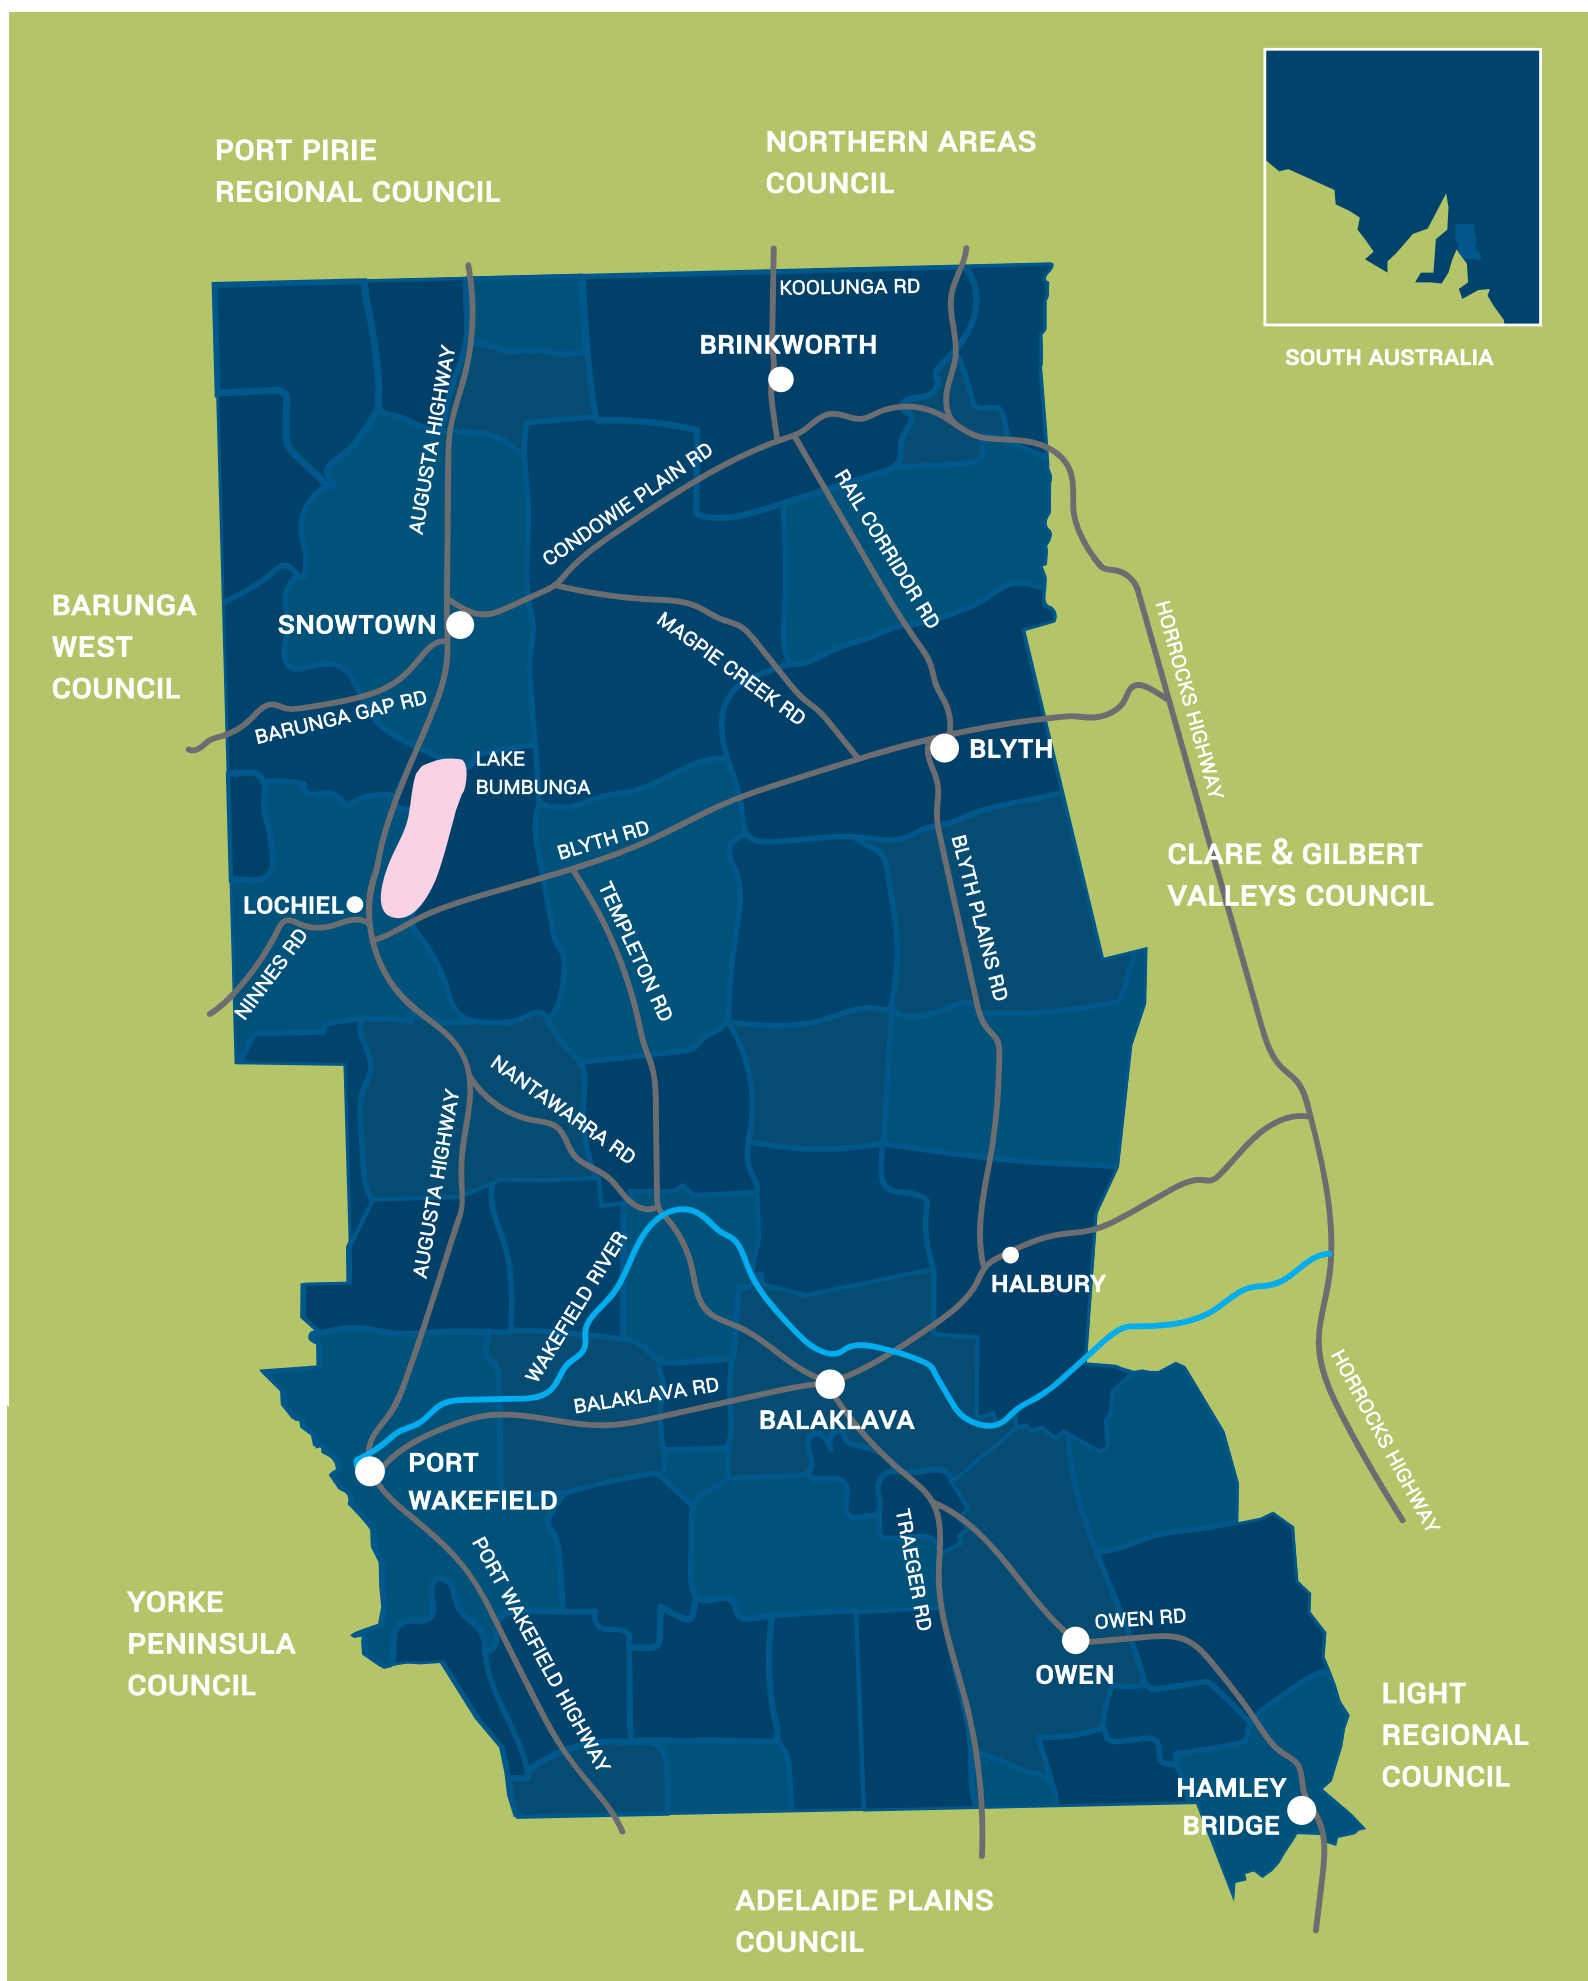 PORT PIRIE
REGIONAL COUNCIL
NORTHERN AREAS
COUNCIL
SOUTH AUSTRALIA
KOOLUNGA RD
BRINKWORTH
AUGUSTA HIGHWAY
CONDOWIE PLAIN RD
RAIL CORRIDOR RD
BARUNGA
WEST
COUNCIL
SNOWTOWN
MAGPIE CREEK RD
HORROCKS HIGHWAY
BARUNGA GAP RD
BLYTH
LAKE
BUMBUNGA
BLYTH RD
BLYTH PLAINS RD
CLARE & GILBERT
VALLEYS COUNCIL
LOCHIEL
TEMPLETON RD
NINNES RD
NANTAWARRA RD
AUGUSTA HIGHWAY
WAKEFIELD RIVER
HALBURY
BALAKLAVA RD
BALAKLAVA
HORROCKS HIGHWAY
PORT
WAKEFIELD
TRAEGER RD
PORT WAKEFIELD HIGHWAY
YORKE
PENINSULA
COUNCIL
OWEN RD
OWEN
LIGHT
REGIONAL
COUNCIL
HAMLEY
BRIDGE
ADELAIDE PLAINS
COUNCIL